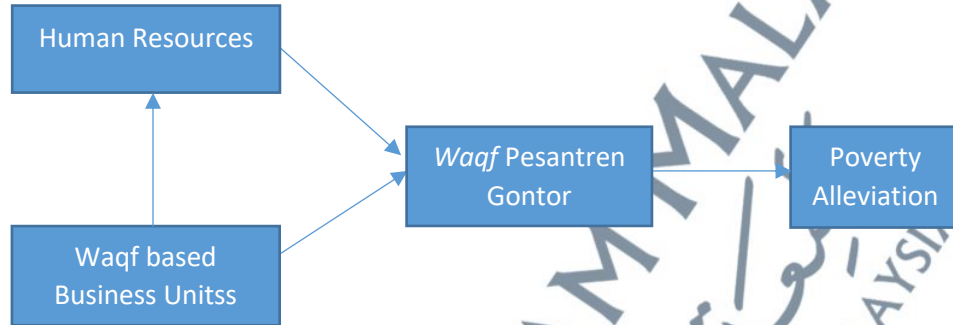 Human Resources
Waqf Pesantren
Gontor
Poverty
Alleviation
Waqf based
Business Unitss